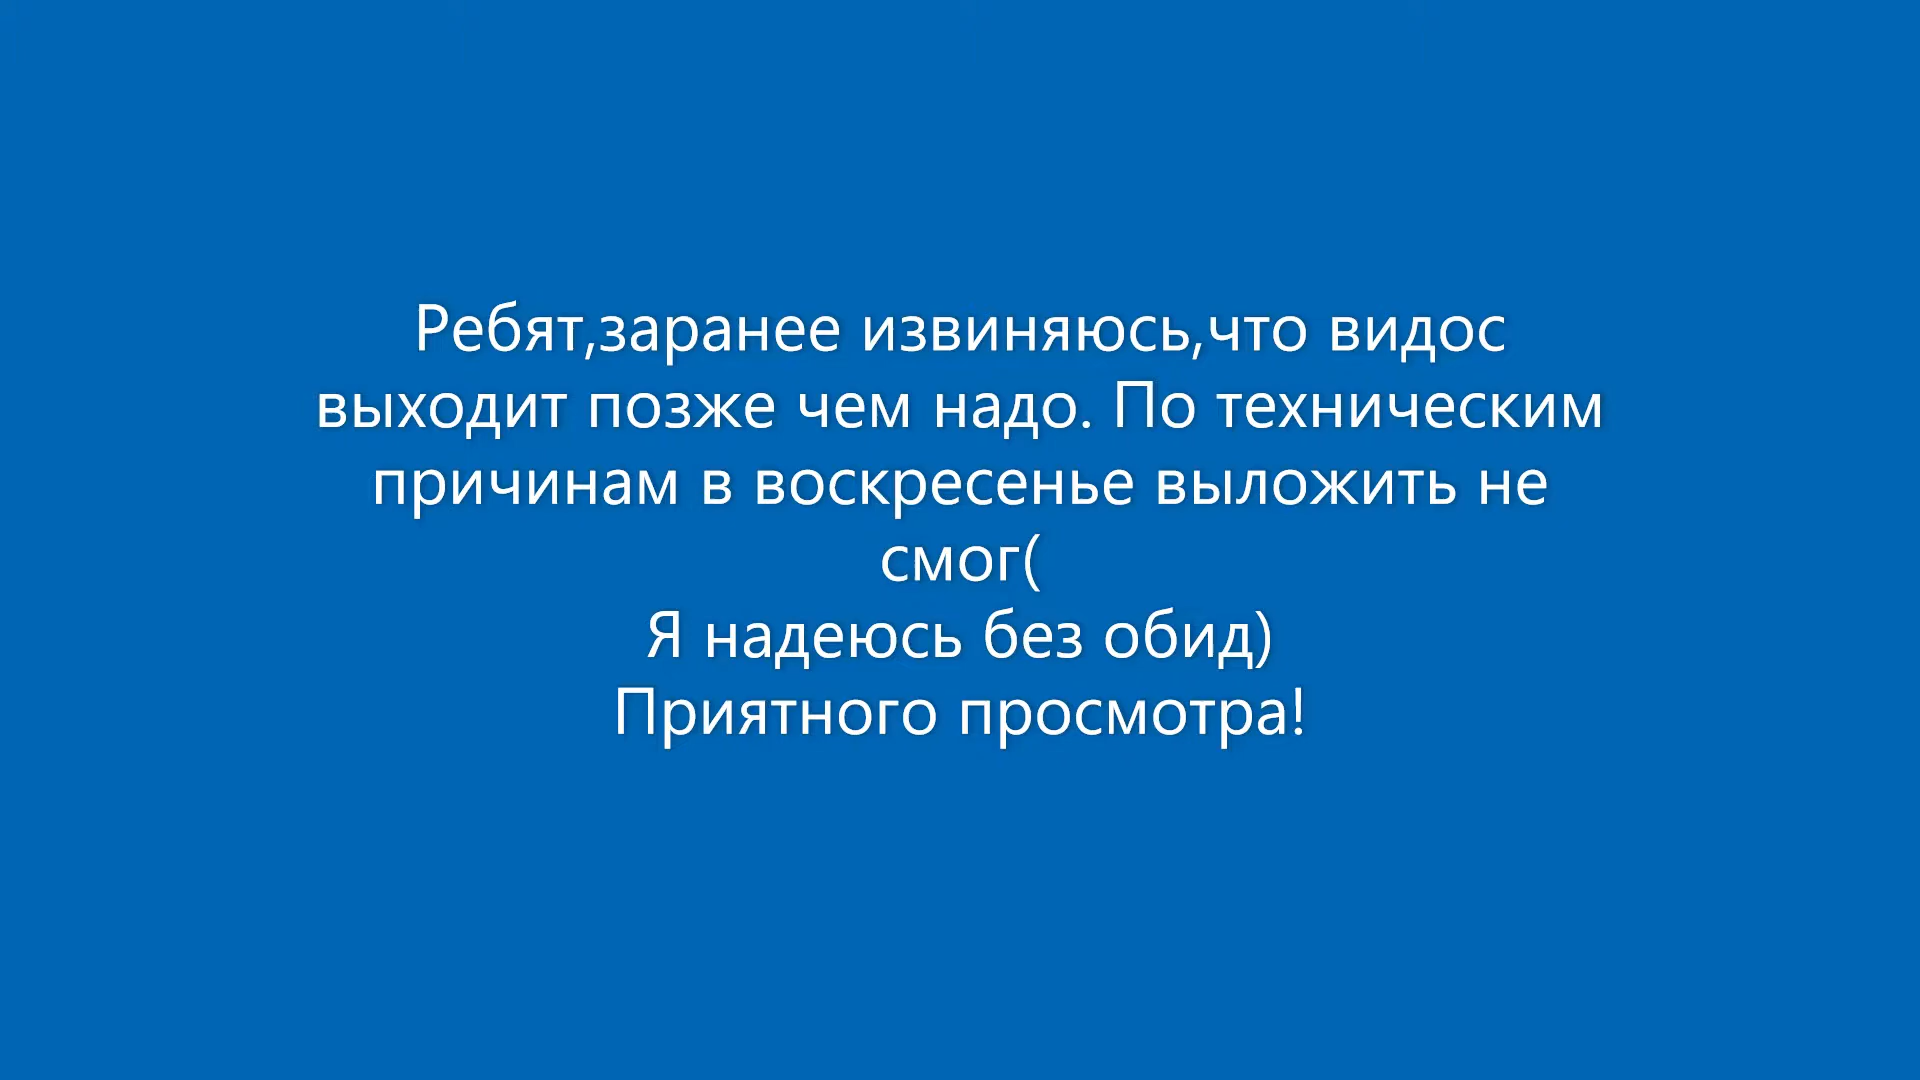 Ребят,заранее извиняюсь,что видос
выходит позже чем надо. По техническим
причинам в воскресенье выложить не
смог(
Я надеюсь без обид)
Приятного просмотра!